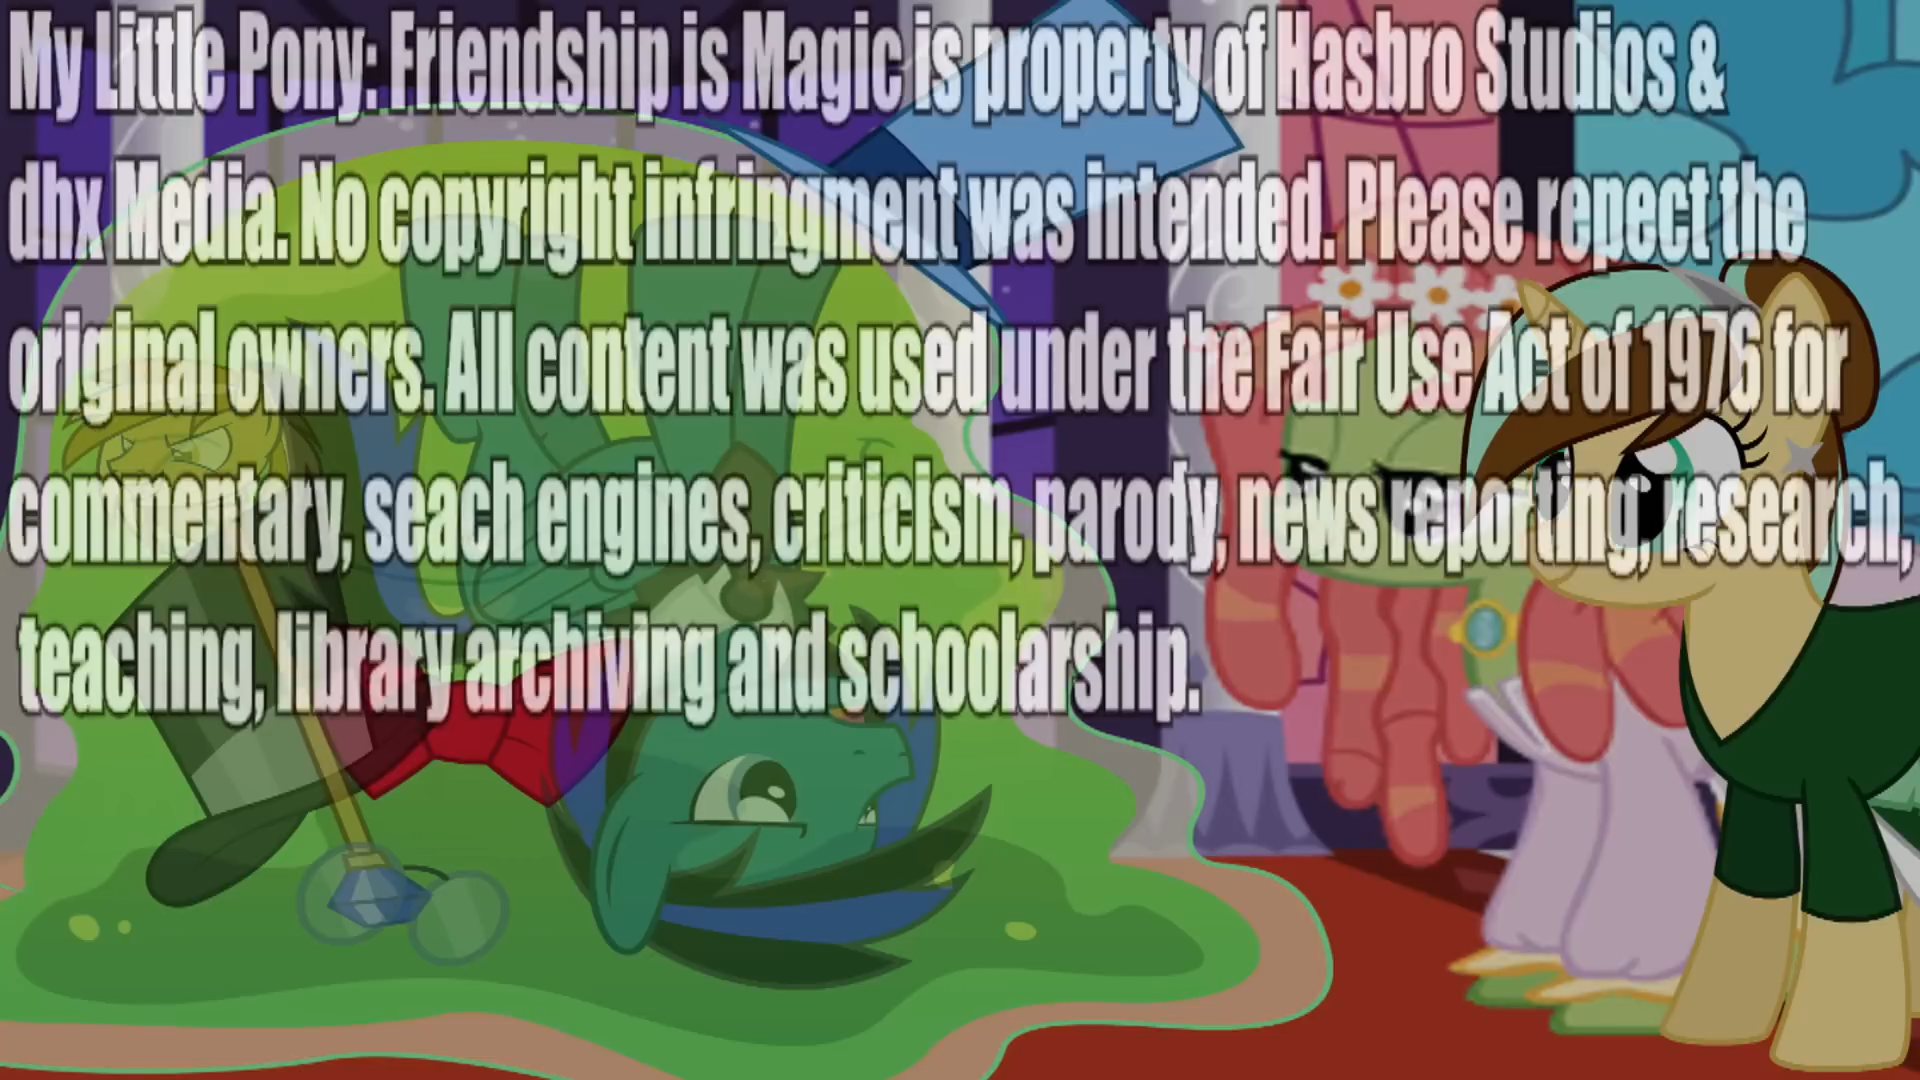 My Little Pony: Friendship is Magic is property of Hasbro Studios &
dhx Media. No copyright infringment was intended. Please repect the
original owners. All content was used under the Fair Use Act of 1976 for
commentary, seach engines, criticism, parody, news reporting, research,
teaching, library archiving and schoolarship.